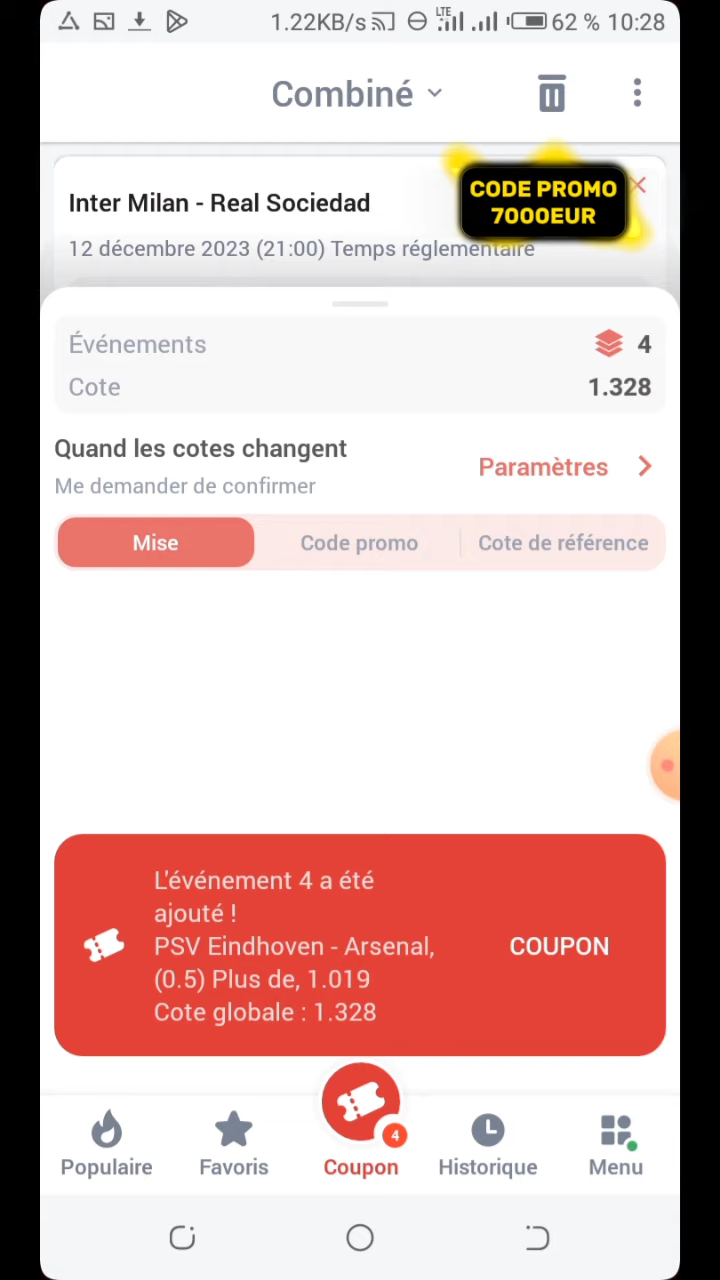 1.22KB/s LTE 62 % 10:28
Combiné
CODE PROMO
7000EUR
Inter Milan - Real Sociedad
12 décembre 2023 (21:00) Temps réglementaire
Événements 4
Cote 1.328
Quand les cotes changent
Me demander de confirmer
Paramètres
Mise Code promo Cote de référence
L'événement 4 a été
ajouté !
PSV Eindhoven - Arsenal,
(0.5) Plus de, 1.019
Cote globale : 1.328
COUPON
4
Populaire Favoris Coupon Historique Menu